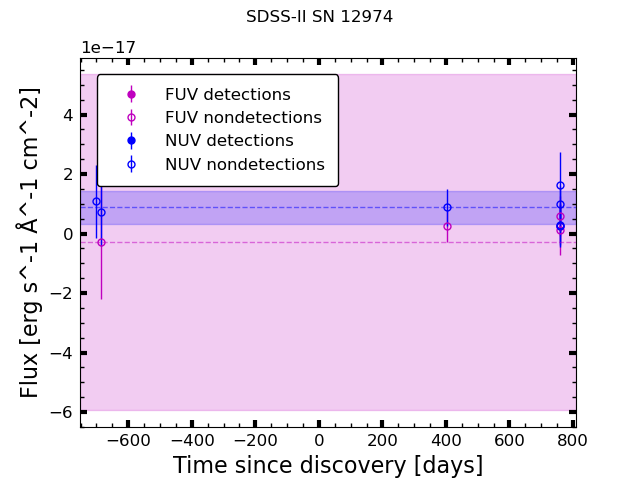 SDSS-II SN 12974
1e−17
FUV detections
FUV nondetections
NUV detections
NUV nondetections
4
2
0
−2
−4
−6
Flux [erg s^-1 Å^-1 cm^-2]
−600 −400 −200 0 200 400 600 800
Time since discovery [days]